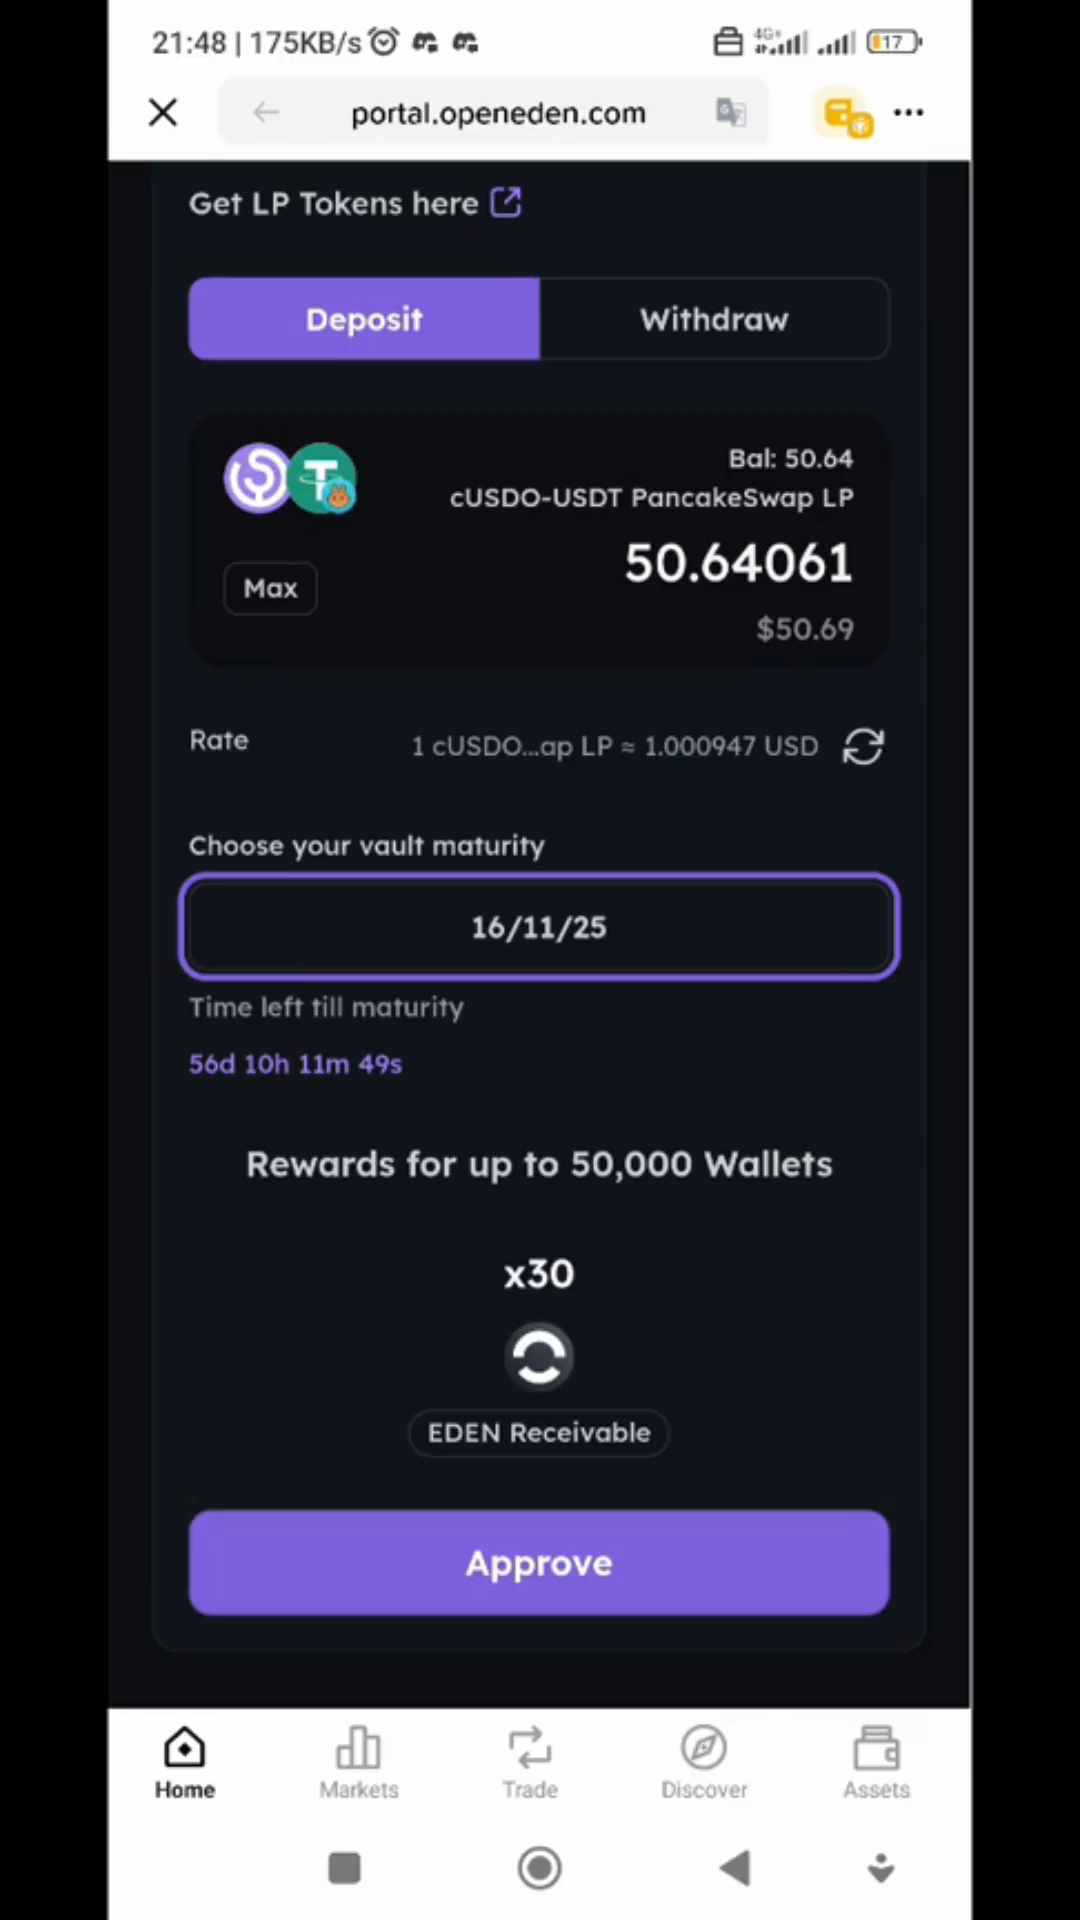 21:48 | 175KB/s 4G+ 17
portal.openeden.com
Get LP Tokens here
Deposit Withdraw
Bal: 50.64
cUSDO-USDT PancakeSwap LP
50.64061
Max
$50.69
Rate 1 cUSDO...ap LP ≈ 1.000947 USD
Choose your vault maturity
16/11/25
Time left till maturity
56d 10h 11m 49s
Rewards for up to 50,000 Wallets
x30
EDEN Receivable
Approve
Home Markets Trade Discover Assets